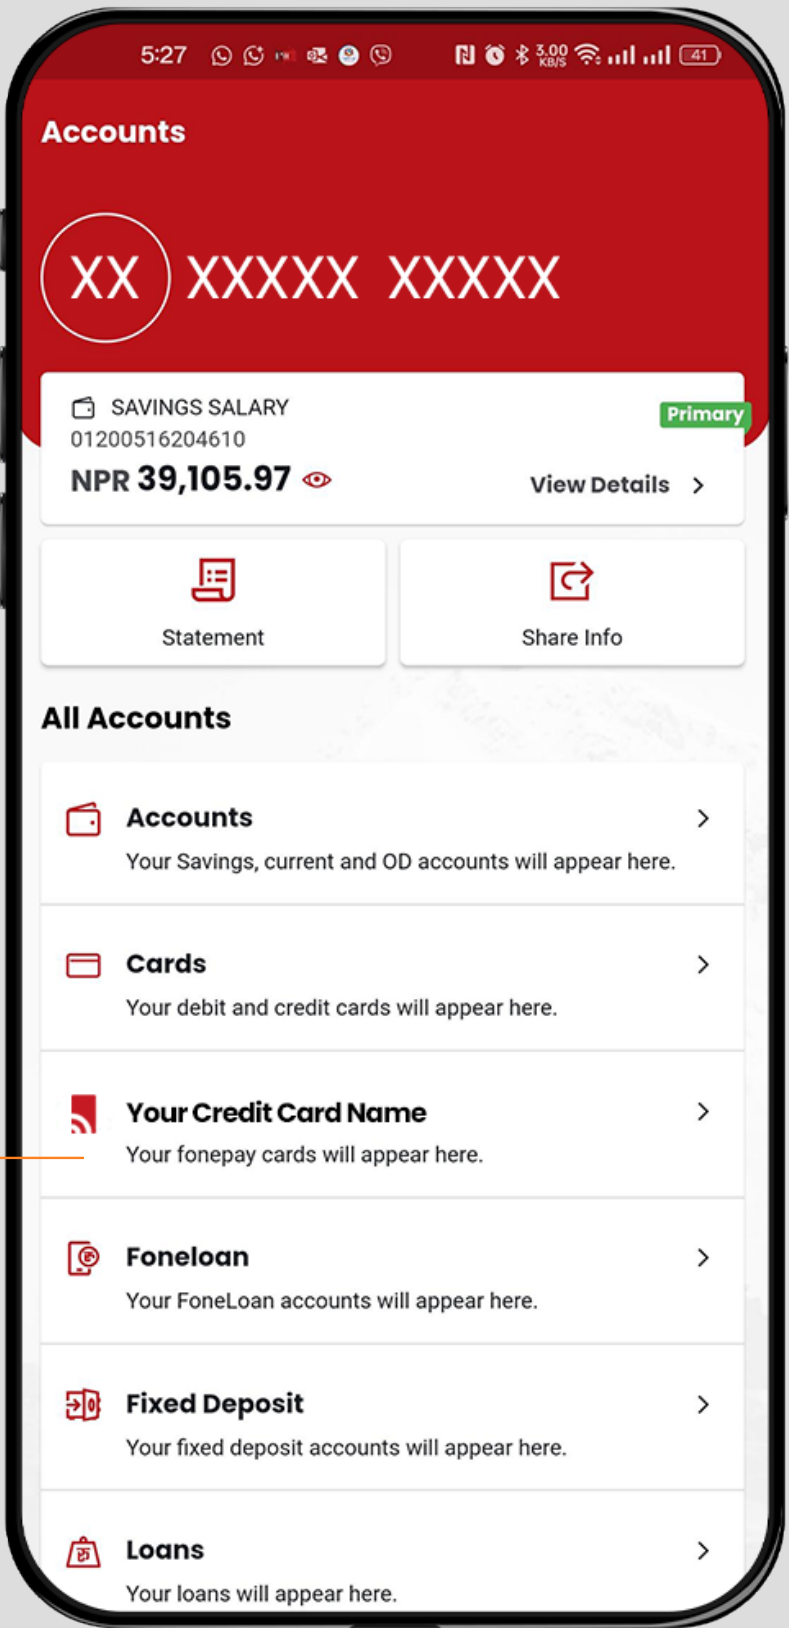 5:27 3.00 KB/S 41
Accounts
XX XXXXX XXXXX
SAVINGS SALARY
Primary
01200516204610
NPR 39,105.97
View Details
Statement
Share Info
All Accounts
Accounts
Your Savings, current and OD accounts will appear here.
Cards
Your debit and credit cards will appear here.
Your Credit Card Name
Your fonepay cards will appear here.
Foneloan
Your FoneLoan accounts will appear here.
Fixed Deposit
Your fixed deposit accounts will appear here.
Loans
Your loans will appear here.